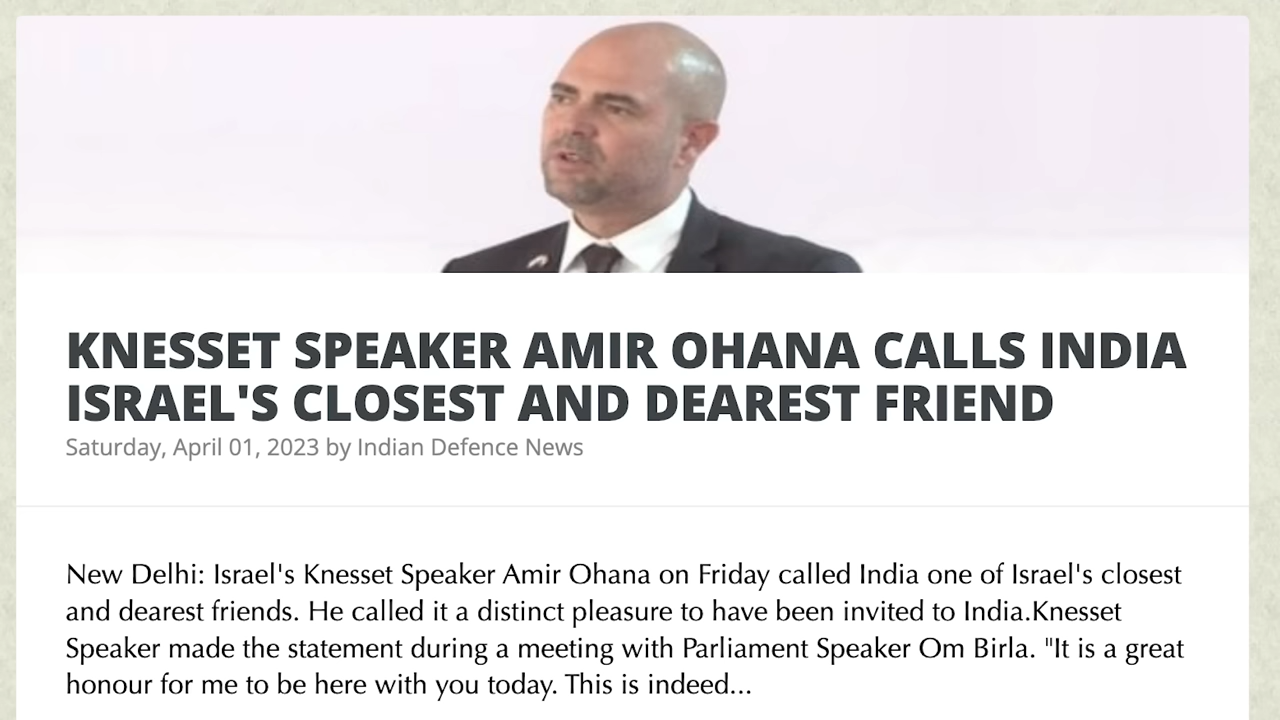 KNESSET SPEAKER AMIR OHANA CALLS INDIA
ISRAEL'S CLOSEST AND DEAREST FRIEND
Saturday, April 01, 2023 by Indian Defence News
New Delhi: Israel's Knesset Speaker Amir Ohana on Friday called India one of Israel's closest
and dearest friends. He called it a distinct pleasure to have been invited to India.Knesset
Speaker made the statement during a meeting with Parliament Speaker Om Birla. "It is a great
honour for me to be here with you today. This is indeed...